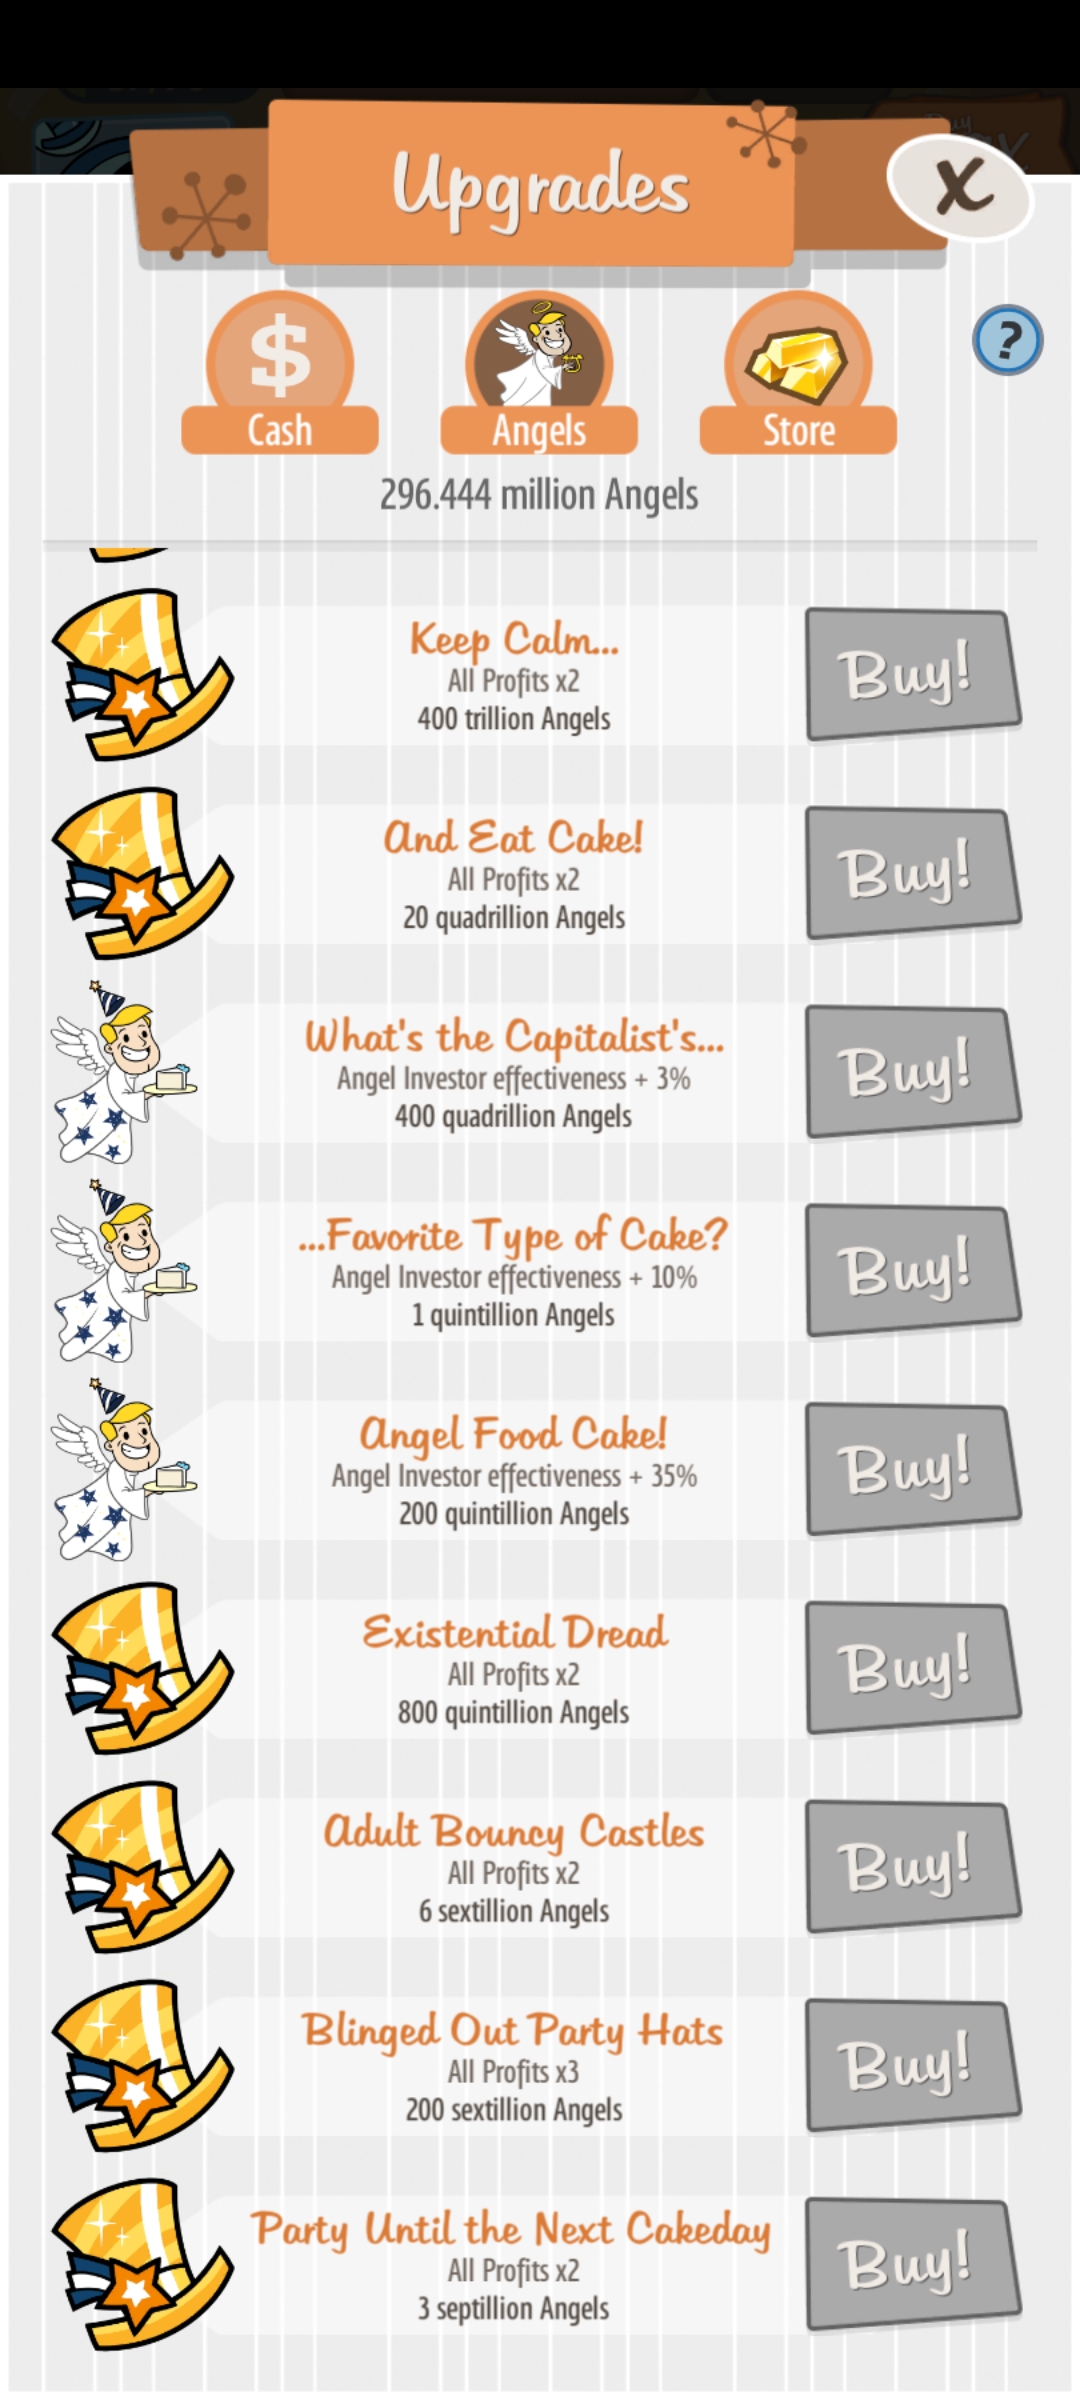 Upgrades
X
$
Cash
Angels
Store
?
296.444 million Angels
Keep Calm...
All Profits x2
400 trillion Angels
Buy!
And Eat Cake!
All Profits x2
20 quadrillion Angels
Buy!
What's the Capitalist's...
Angel Investor effectiveness + 3%
400 quadrillion Angels
Buy!
...Favorite Type of Cake?
Angel Investor effectiveness + 10%
1 quintillion Angels
Buy!
Angel Food Cake!
Angel Investor effectiveness + 35%
200 quintillion Angels
Buy!
Existential Dread
All Profits x2
800 quintillion Angels
Buy!
Adult Bouncy Castles
All Profits x2
6 sextillion Angels
Buy!
Blinged Out Party Hats
All Profits x3
200 sextillion Angels
Buy!
Party Until the Next Cakeday
All Profits x2
3 septillion Angels
Buy!